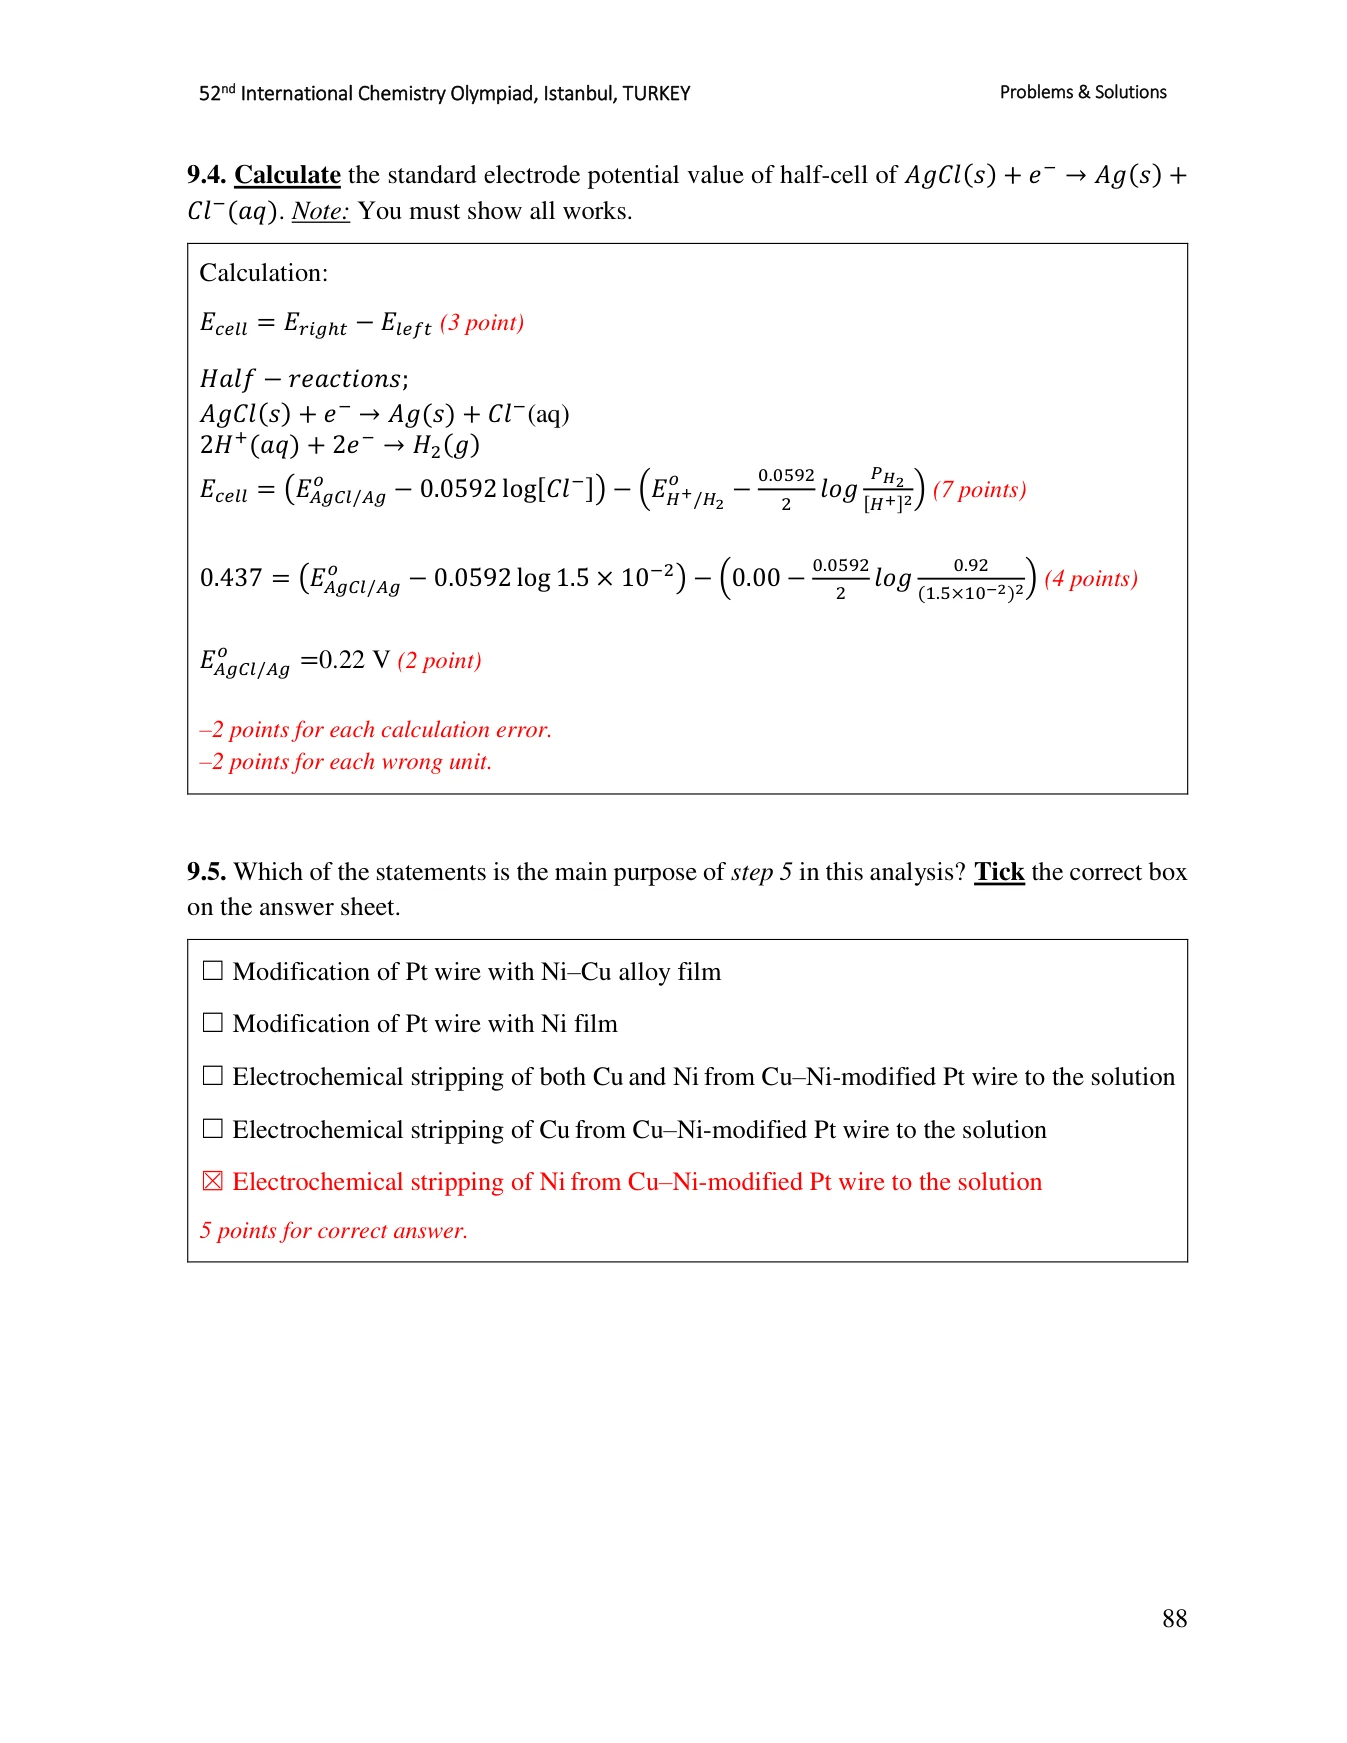 52nd International Chemistry Olympiad, Istanbul, TURKEY Problems & Solutions
9.4. Calculate the standard electrode potential value of half-cell of AgCl(s) + e⁻ → Ag(s) +
Cl⁻(aq). Note: You must show all works.
Calculation:
E_cell = E_right − E_left (3 point)
Half − reactions;
AgCl(s) + e⁻ → Ag(s) + Cl⁻(aq)
2H⁺(aq) + 2e⁻ → H₂(g)
E_cell = (E°_AgCl/Ag − 0.0592 log[Cl⁻]) − (E°_H⁺/H₂ − 0.0592/2 log P_H₂/[H⁺]²) (7 points)
0.437 = (E°_AgCl/Ag − 0.0592 log 1.5 × 10⁻²) − (0.00 − 0.0592/2 log 0.92/(1.5×10⁻²)²) (4 points)
E°_AgCl/Ag =0.22 V (2 point)
–2 points for each calculation error.
–2 points for each wrong unit.
9.5. Which of the statements is the main purpose of step 5 in this analysis? Tick the correct box
on the answer sheet.
☐ Modification of Pt wire with Ni–Cu alloy film
☐ Modification of Pt wire with Ni film
☐ Electrochemical stripping of both Cu and Ni from Cu–Ni-modified Pt wire to the solution
☐ Electrochemical stripping of Cu from Cu–Ni-modified Pt wire to the solution
☒ Electrochemical stripping of Ni from Cu–Ni-modified Pt wire to the solution
5 points for correct answer.
88